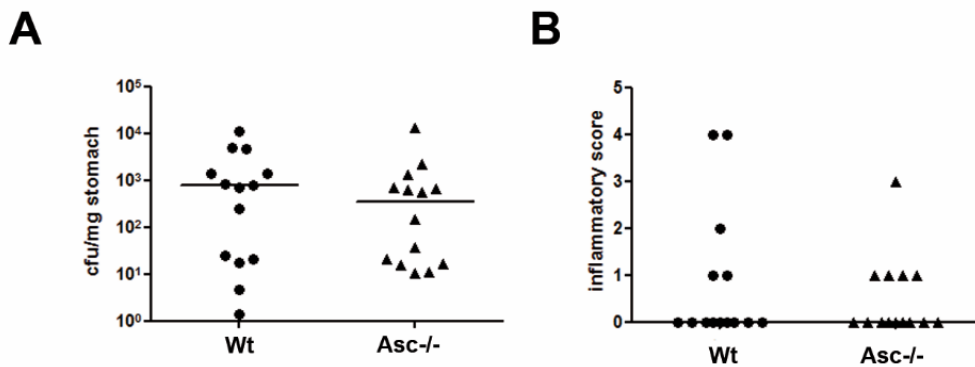 A
cfu/mg stomach
10⁵
10⁴
10³
10²
10¹
10⁰
Wt
Asc-/-
B
inflammatory score
5
4
3
2
1
0
Wt
Asc-/-